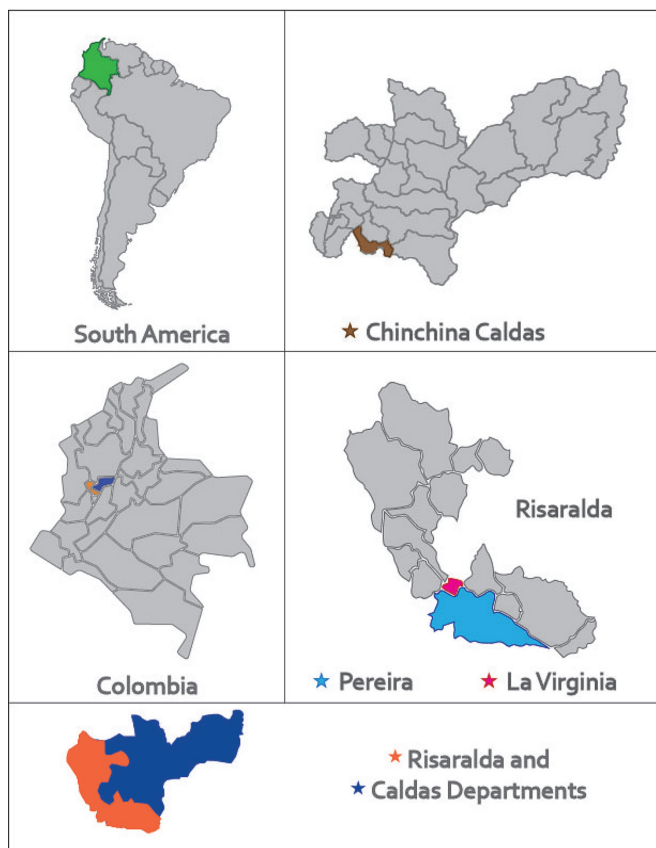 South America
Chinchina Caldas
Colombia
Risaralda
Pereira
La Virginia
Risaralda and
Caldas Departments